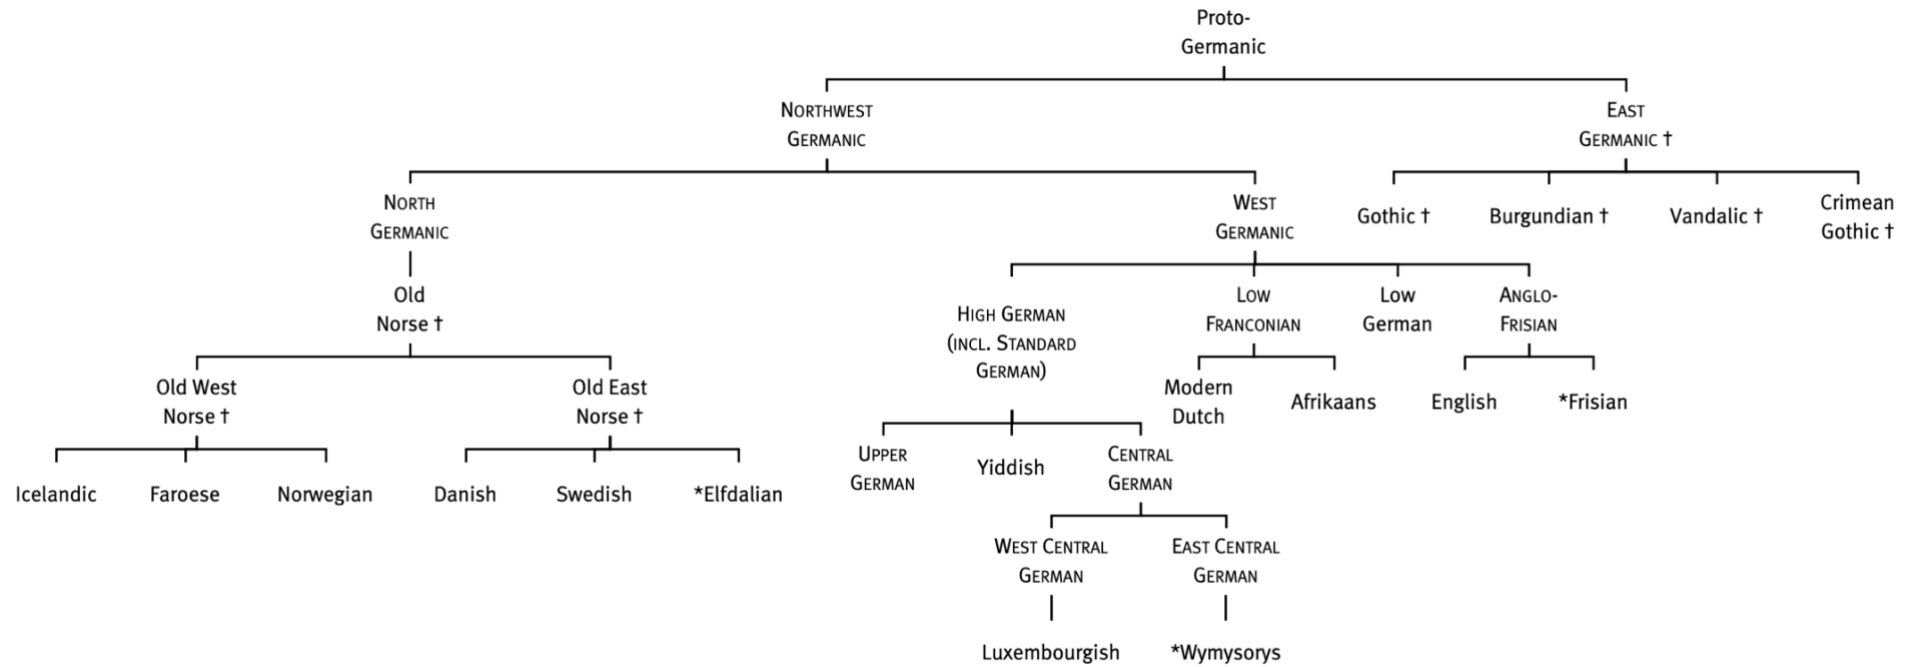 Proto-
Germanic
Northwest
Germanic
East
Germanic †
North
Germanic
West
Germanic
Gothic †
Burgundian †
Vandalic †
Crimean
Gothic †
Old
Norse †
High German
(incl. Standard
German)
Low
Franconian
Low
German
Anglo-
Frisian
Old West
Norse †
Old East
Norse †
Modern
Dutch
Afrikaans
English
*Frisian
Icelandic
Faroese
Norwegian
Danish
Swedish
*Elfdalian
Upper
German
Yiddish
Central
German
West Central
German
East Central
German
Luxembourgish
*Wymysorys